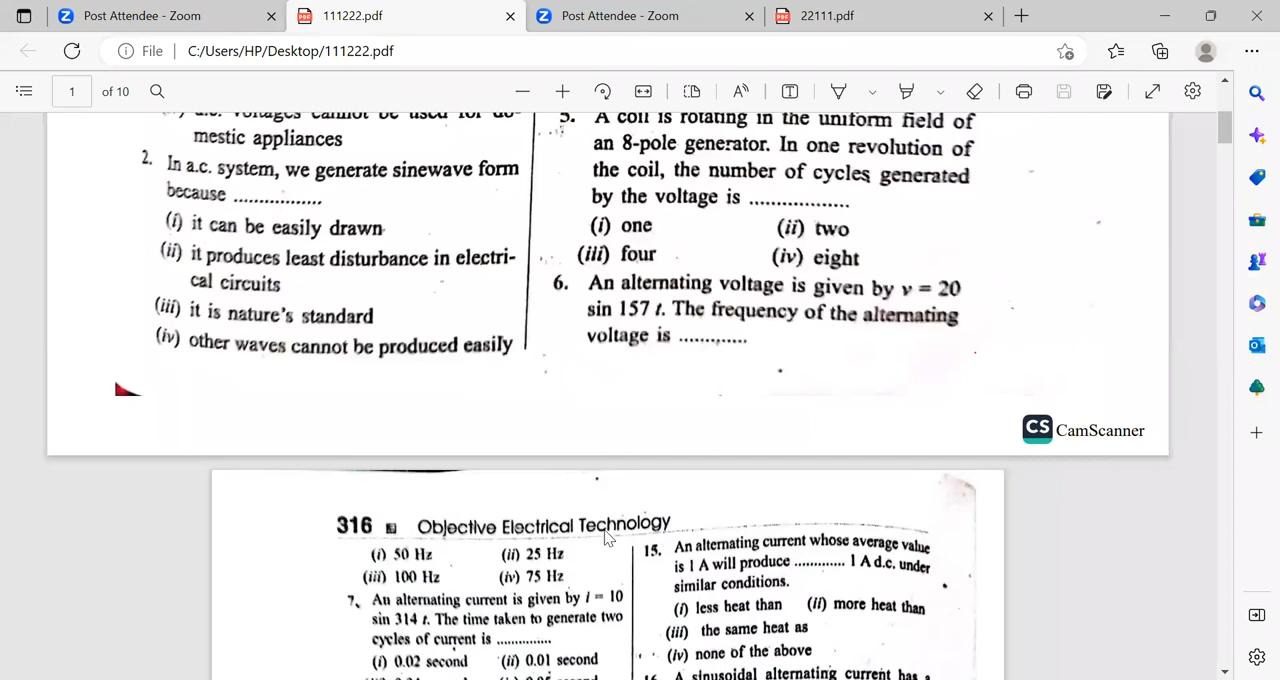 Post Attendee - Zoom
111222.pdf
Post Attendee - Zoom
22111.pdf
File
C:/Users/HP/Desktop/111222.pdf
1
of 10
mestic appliances
2. In a.c. system, we generate sinewave form
because ..................
(i) it can be easily drawn
(ii) it produces least disturbance in electri-
cal circuits
(iii) it is nature's standard
(iv) other waves cannot be produced easily
5. A coil is rotating in the uniform field of
an 8-pole generator. In one revolution of
the coil, the number of cycles generated
by the voltage is ..................
(i) one (ii) two
(iii) four (iv) eight
6. An alternating voltage is given by v = 20
sin 157 t. The frequency of the alternating
voltage is .............
CS CamScanner
316 Objective Electrical Technology
(i) 50 Hz (ii) 25 Hz
(iii) 100 Hz (iv) 75 Hz
7. An alternating current is given by i = 10
sin 314 t. The time taken to generate two
cycles of current is ..............
(i) 0.02 second (ii) 0.01 second
15. An alternating current whose average value
is 1 A will produce ............ 1 A d.c. under
similar conditions.
(i) less heat than (ii) more heat than
(iii) the same heat as
(iv) none of the above
A sinusoidal alternating current has a